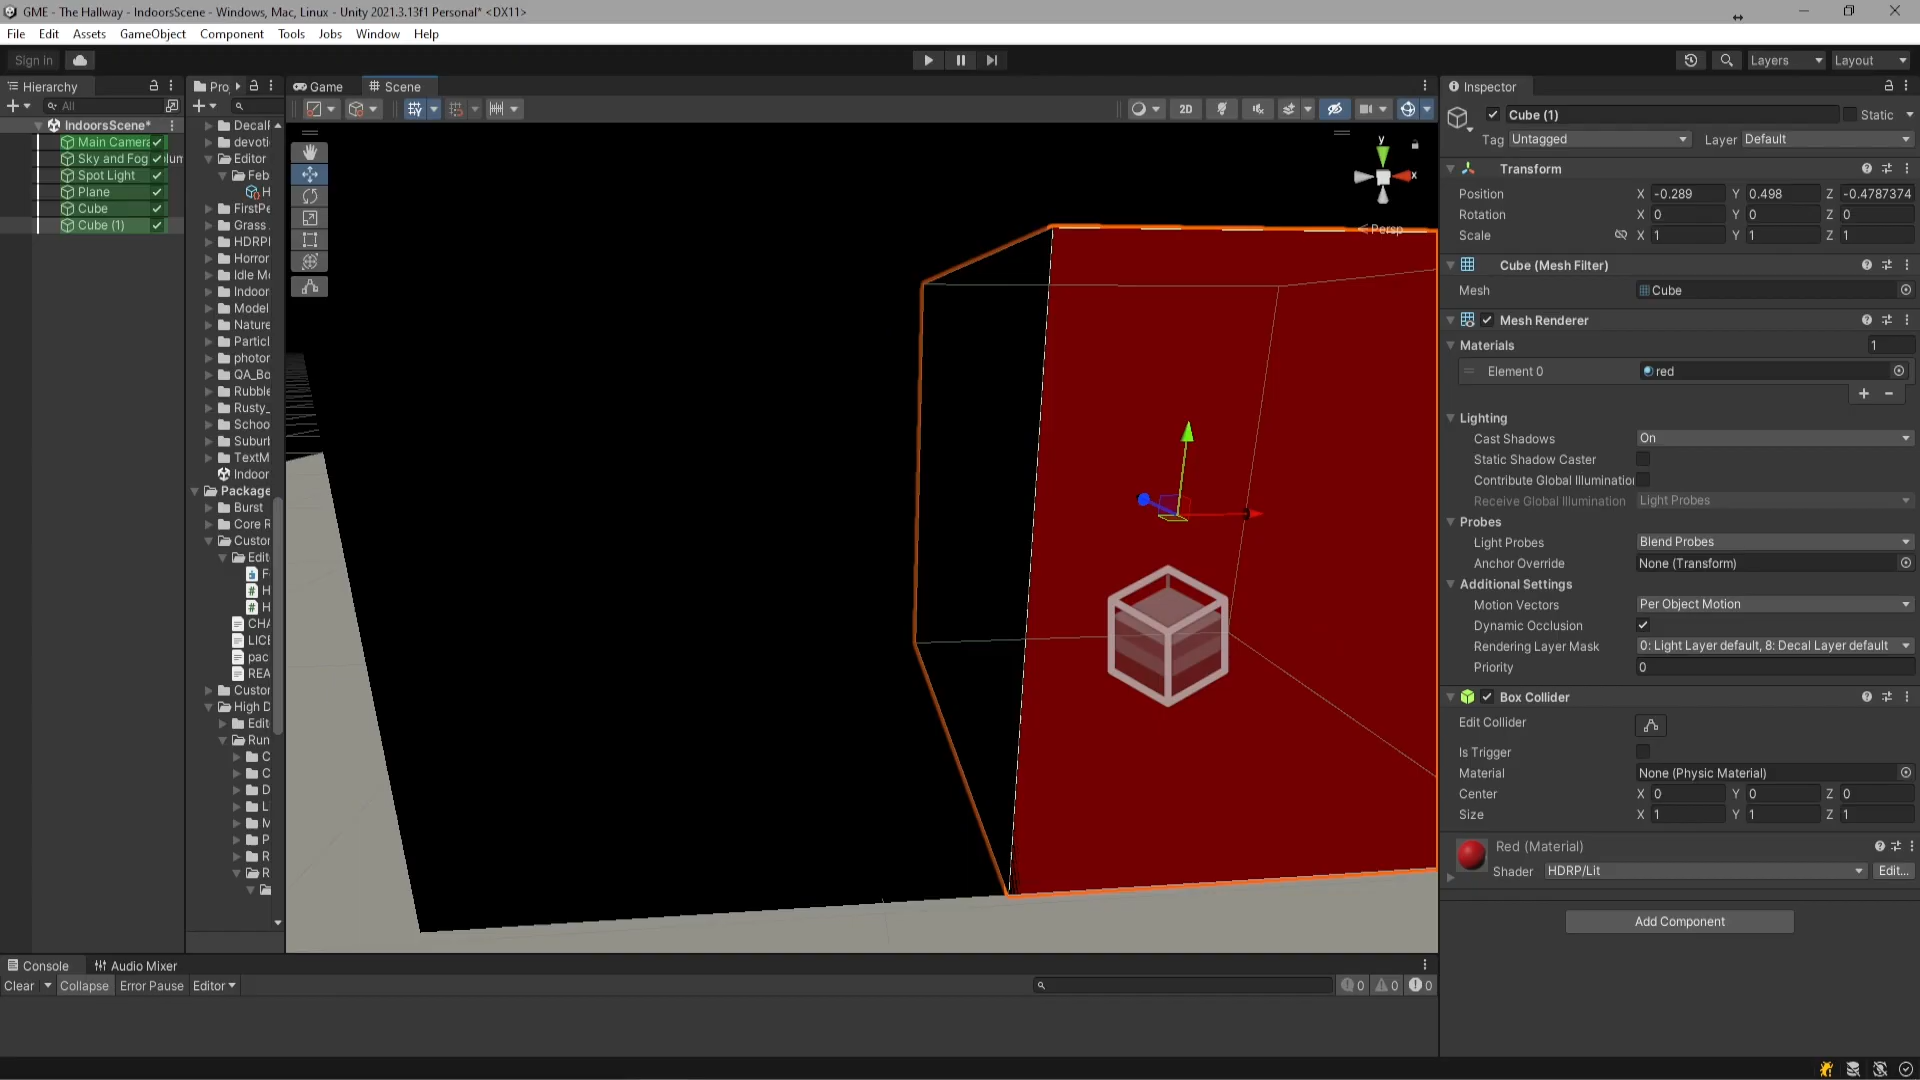 GME - The Hallway - IndoorsScene - Windows, Mac, Linux - Unity 2021.3.13f1 Personal* <DX11>
File Edit Assets GameObject Component Tools Jobs Window Help
Sign in
Layers Layout
Hierarchy
All
IndoorsScene*
Main Camera
Sky and Fog lum
Spot Light
Plane
Cube
Cube (1)
Pro
Decall
devoti
Editor
Feb
H
FirstPe
Grass
HDRPI
Horror
Idle Mo
Indoor
Model
Nature
Particl
photor
QA_Bo
Rubble
Rusty_
Schoo
Suburb
TextM
Indoor
Package
Burst
Core R
Custo
Edit
F
H
H
CHA
LICE
pac
REA
Custor
High D
Edit
Run
C
C
D
L
M
P
R
R
Game Scene
2D
y
x
Persp
Inspector
Cube (1) Static
Tag Untagged Layer Default
Transform
Position X -0.289 Y 0.498 Z -0.4787374
Rotation X 0 Y 0 Z 0
Scale X 1 Y 1 Z 1
Cube (Mesh Filter)
Mesh Cube
Mesh Renderer
Materials 1
Element 0 red
Lighting
Cast Shadows On
Static Shadow Caster
Contribute Global Illumination
Receive Global Illumination Light Probes
Probes
Light Probes Blend Probes
Anchor Override None (Transform)
Additional Settings
Motion Vectors Per Object Motion
Dynamic Occlusion
Rendering Layer Mask 0: Light Layer default, 8: Decal Layer default
Priority 0
Box Collider
Edit Collider
Is Trigger
Material None (Physic Material)
Center X 0 Y 0 Z 0
Size X 1 Y 1 Z 1
Red (Material)
Shader HDRP/Lit Edit...
Add Component
Console Audio Mixer
Clear Collapse Error Pause Editor
0 0 0